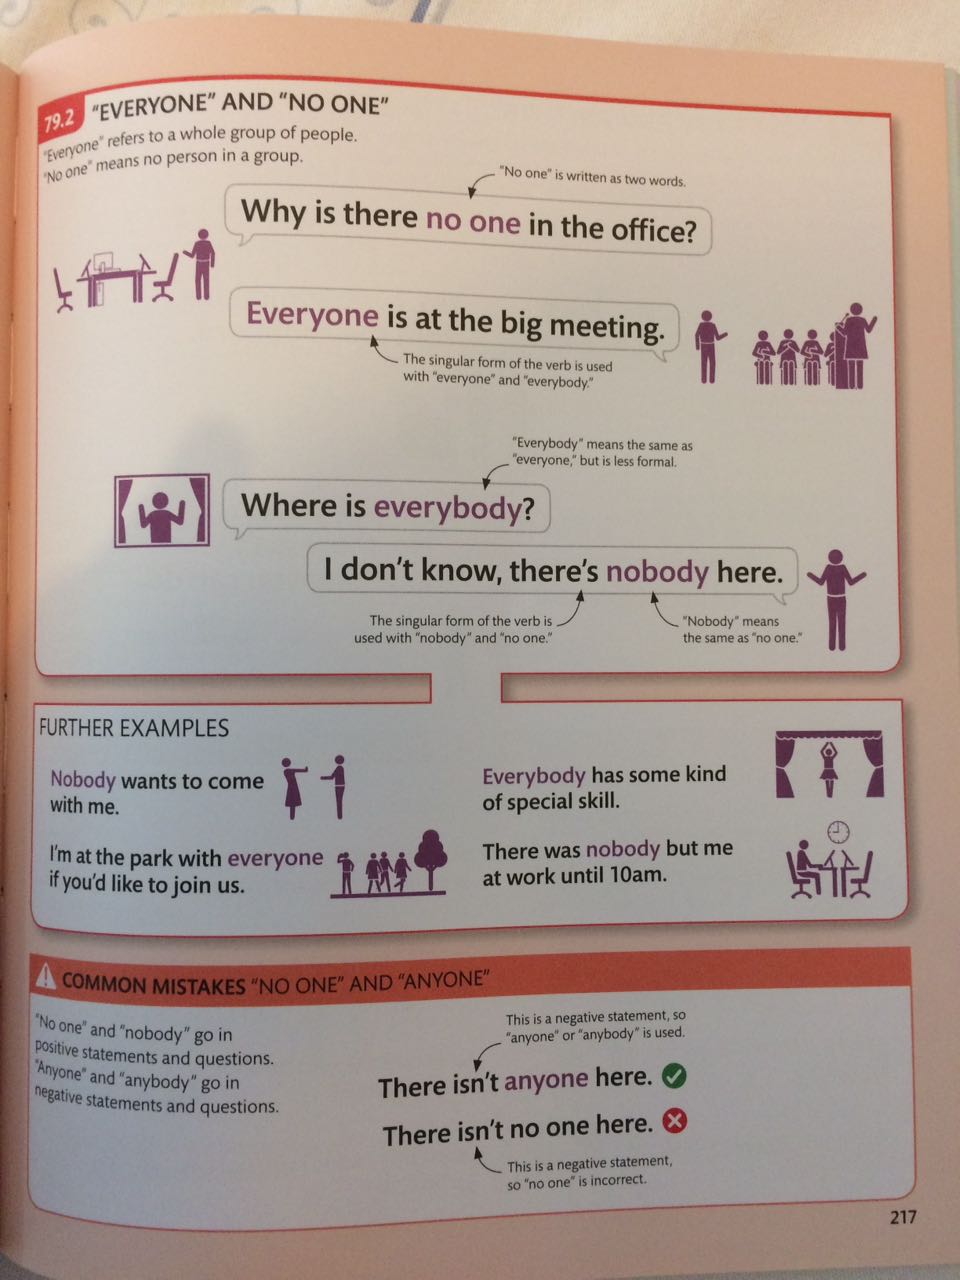 79.2 "EVERYONE" AND "NO ONE"
"Everyone" refers to a whole group of people.
"No one" means no person in a group.
"No one" is written as two words.
Why is there no one in the office?
Everyone is at the big meeting.
The singular form of the verb is used
with "everyone" and "everybody."
"Everybody" means the same as
"everyone," but is less formal.
Where is everybody?
I don't know, there's nobody here.
The singular form of the verb is
used with "nobody" and "no one."
"Nobody" means
the same as "no one."
FURTHER EXAMPLES
Nobody wants to come
with me.
I'm at the park with everyone
if you'd like to join us.
Everybody has some kind
of special skill.
There was nobody but me
at work until 10am.
COMMON MISTAKES "NO ONE" AND "ANYONE"
"No one" and "nobody" go in
positive statements and questions.
"Anyone" and "anybody" go in
negative statements and questions.
This is a negative statement, so
"anyone" or "anybody" is used.
There isn't anyone here.
There isn't no one here.
This is a negative statement,
so "no one" is incorrect.
217